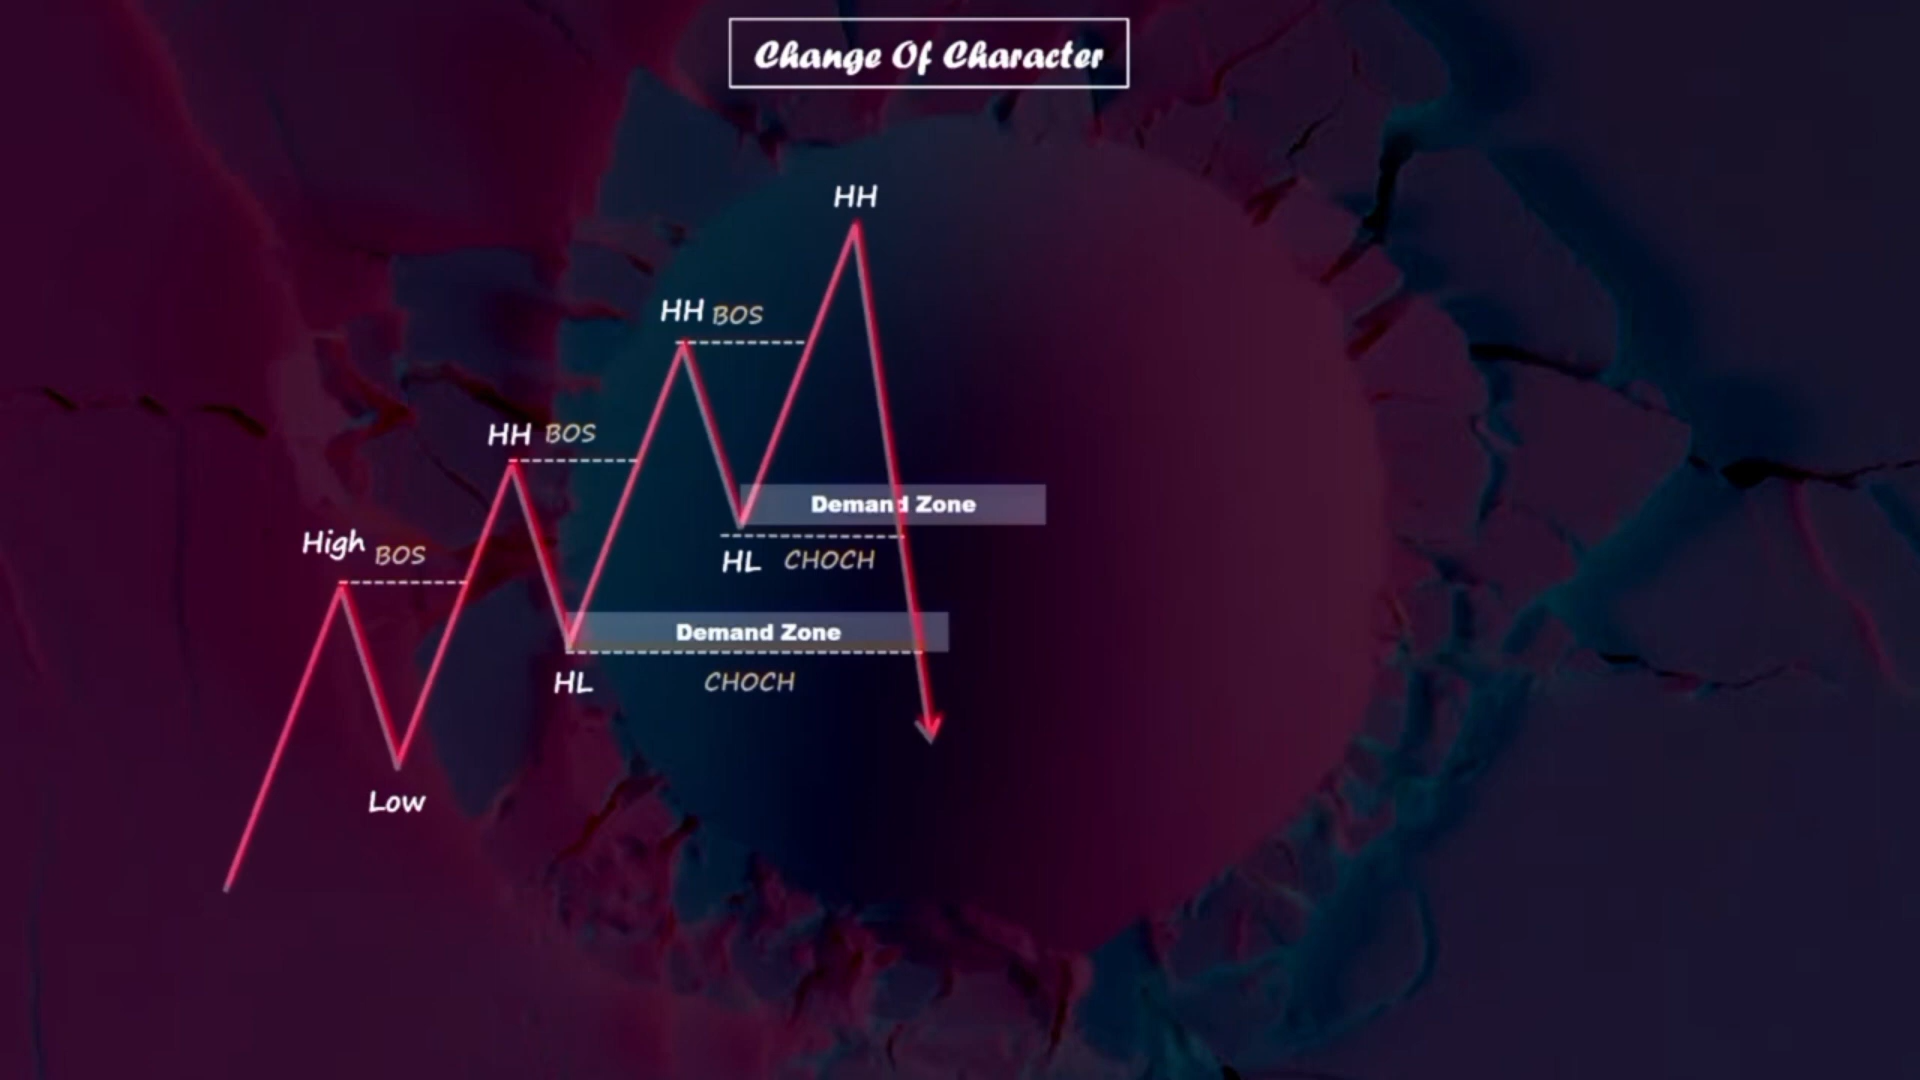 Change Of Character
HH
HH BOS
HH BOS
Demand Zone
High BOS
HL CHOCH
Demand Zone
HL CHOCH
Low